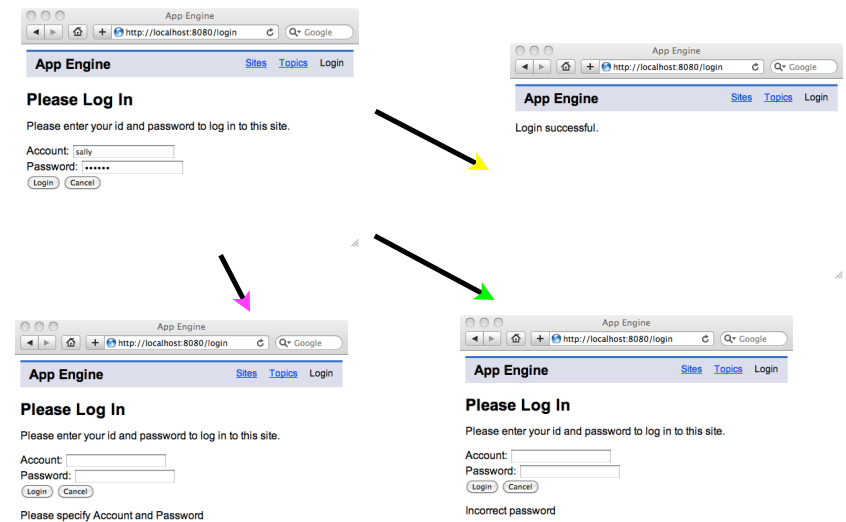 App Engine
http://localhost:8080/login
Google
App Engine
Sites Topics Login
Please Log In
Please enter your id and password to log in to this site.
Account: sally
Password: ••••••
Login Cancel
App Engine
http://localhost:8080/login
Google
App Engine
Sites Topics Login
Login successful.
App Engine
http://localhost:8080/login
Google
App Engine
Sites Topics Login
Please Log In
Please enter your id and password to log in to this site.
Account:
Password:
Login Cancel
Please specify Account and Password
App Engine
http://localhost:8080/login
Google
App Engine
Sites Topics Login
Please Log In
Please enter your id and password to log in to this site.
Account:
Password:
Login Cancel
Incorrect password